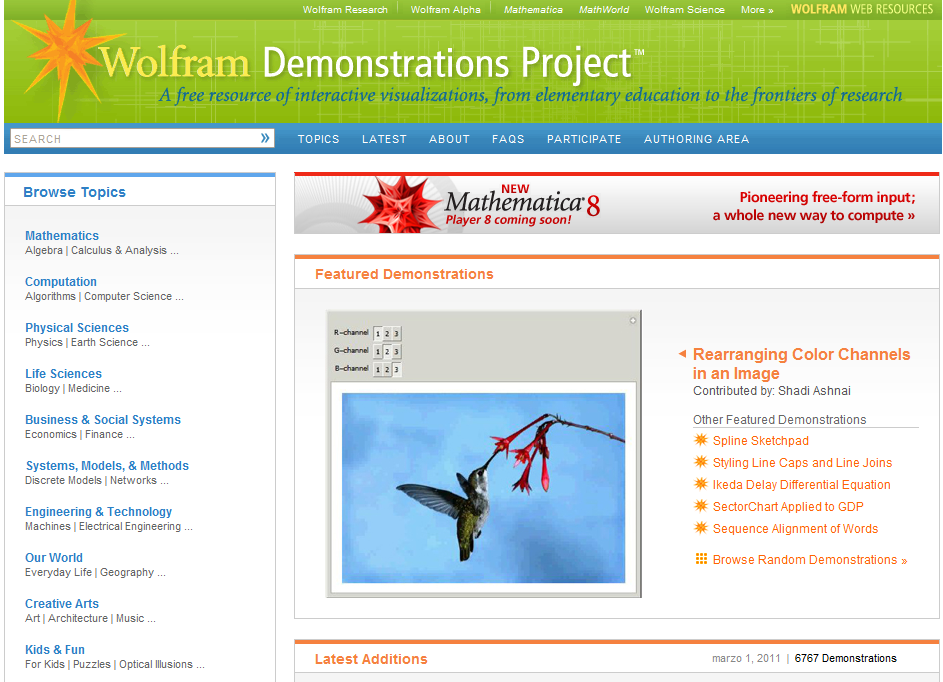 Wolfram Research Wolfram Alpha Mathematica MathWorld Wolfram Science More » WOLFRAM WEB RESOURCES
Wolfram Demonstrations Project™
A free resource of interactive visualizations, from elementary education to the frontiers of research
SEARCH » TOPICS LATEST ABOUT FAQS PARTICIPATE AUTHORING AREA
Browse Topics
Mathematics
Algebra | Calculus & Analysis ...
Computation
Algorithms | Computer Science ...
Physical Sciences
Physics | Earth Science ...
Life Sciences
Biology | Medicine ...
Business & Social Systems
Economics | Finance ...
Systems, Models, & Methods
Discrete Models | Networks ...
Engineering & Technology
Machines | Electrical Engineering ...
Our World
Everyday Life | Geography ...
Creative Arts
Art | Architecture | Music ...
Kids & Fun
For Kids | Puzzles | Optical Illusions ...
NEW
Mathematica® 8
Player 8 coming soon!
Pioneering free-form input;
a whole new way to compute »
Featured Demonstrations
R-channel 1 2 3
G-channel 1 2 3
B-channel 1 2 3
Rearranging Color Channels
in an Image
Contributed by: Shadi Ashnai
Other Featured Demonstrations
Spline Sketchpad
Styling Line Caps and Line Joins
Ikeda Delay Differential Equation
SectorChart Applied to GDP
Sequence Alignment of Words
Browse Random Demonstrations »
Latest Additions marzo 1, 2011 | 6767 Demonstrations